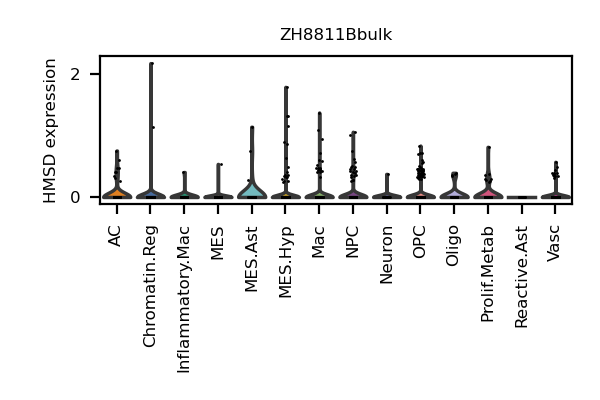 ZH8811Bbulk
HMSD expression
2
0
AC
Chromatin.Reg
Inflammatory.Mac
MES
MES.Ast
MES.Hyp
Mac
NPC
Neuron
OPC
Oligo
Prolif.Metab
Reactive.Ast
Vasc